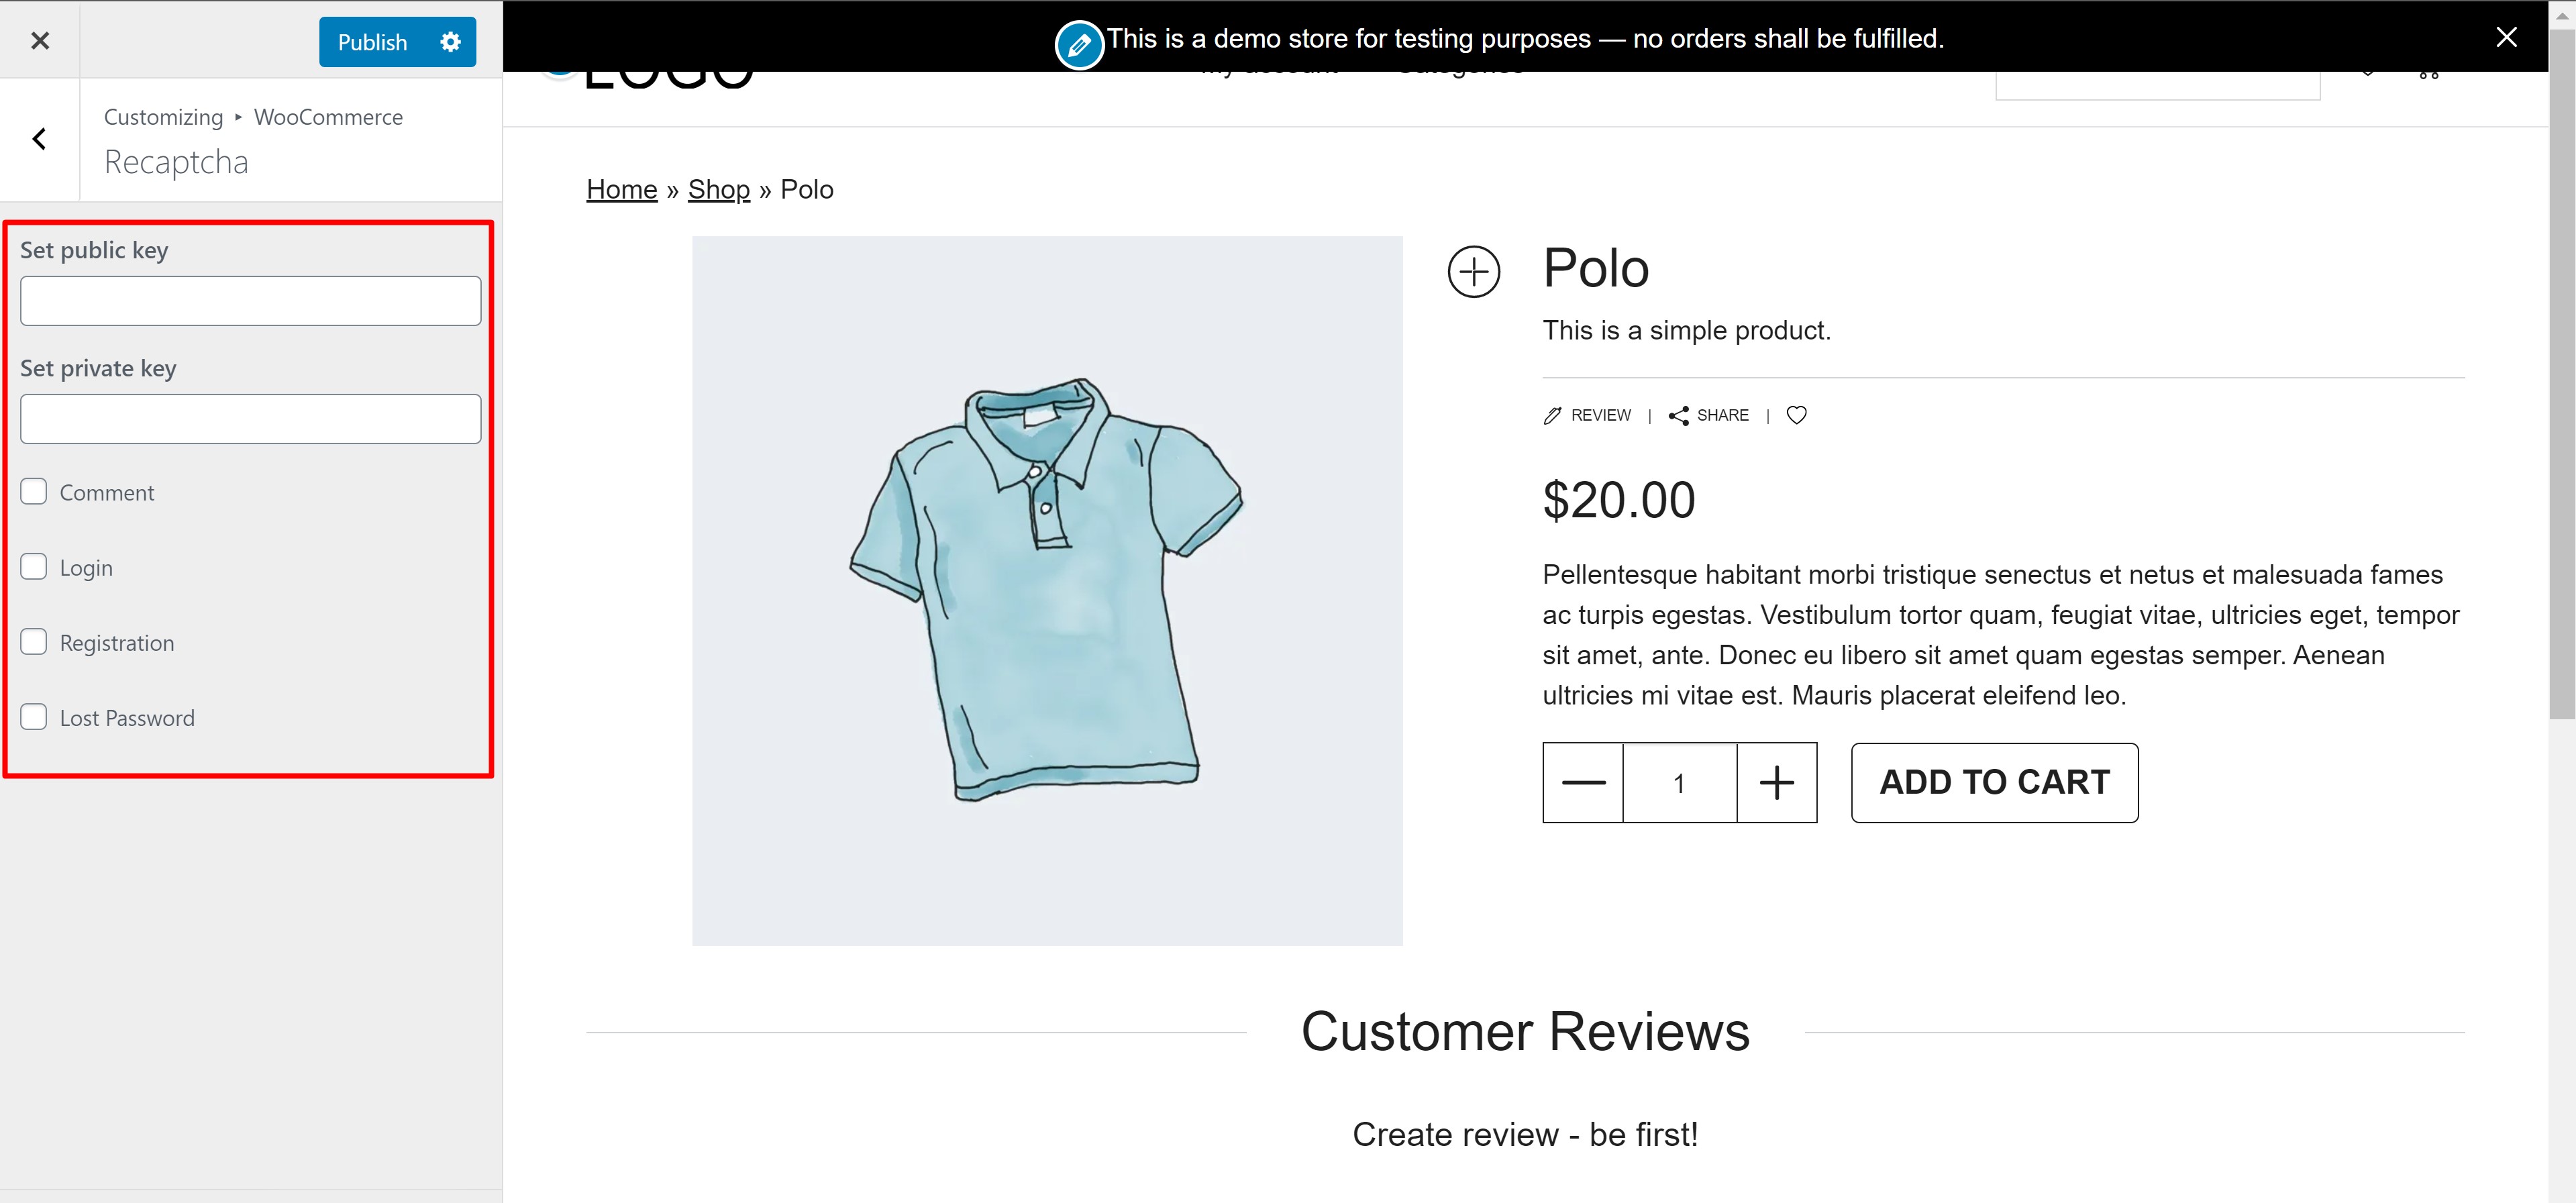 Publish
Customizing ▸ WooCommerce
Recaptcha
Set public key
Set private key
Comment
Login
Registration
Lost Password
This is a demo store for testing purposes — no orders shall be fulfilled.
LOGO
My account
Categories
Home » Shop » Polo
Polo
This is a simple product.
REVIEW | SHARE |
$20.00
Pellentesque habitant morbi tristique senectus et netus et malesuada fames
ac turpis egestas. Vestibulum tortor quam, feugiat vitae, ultricies eget, tempor
sit amet, ante. Donec eu libero sit amet quam egestas semper. Aenean
ultricies mi vitae est. Mauris placerat eleifend leo.
1
ADD TO CART
Customer Reviews
Create review - be first!